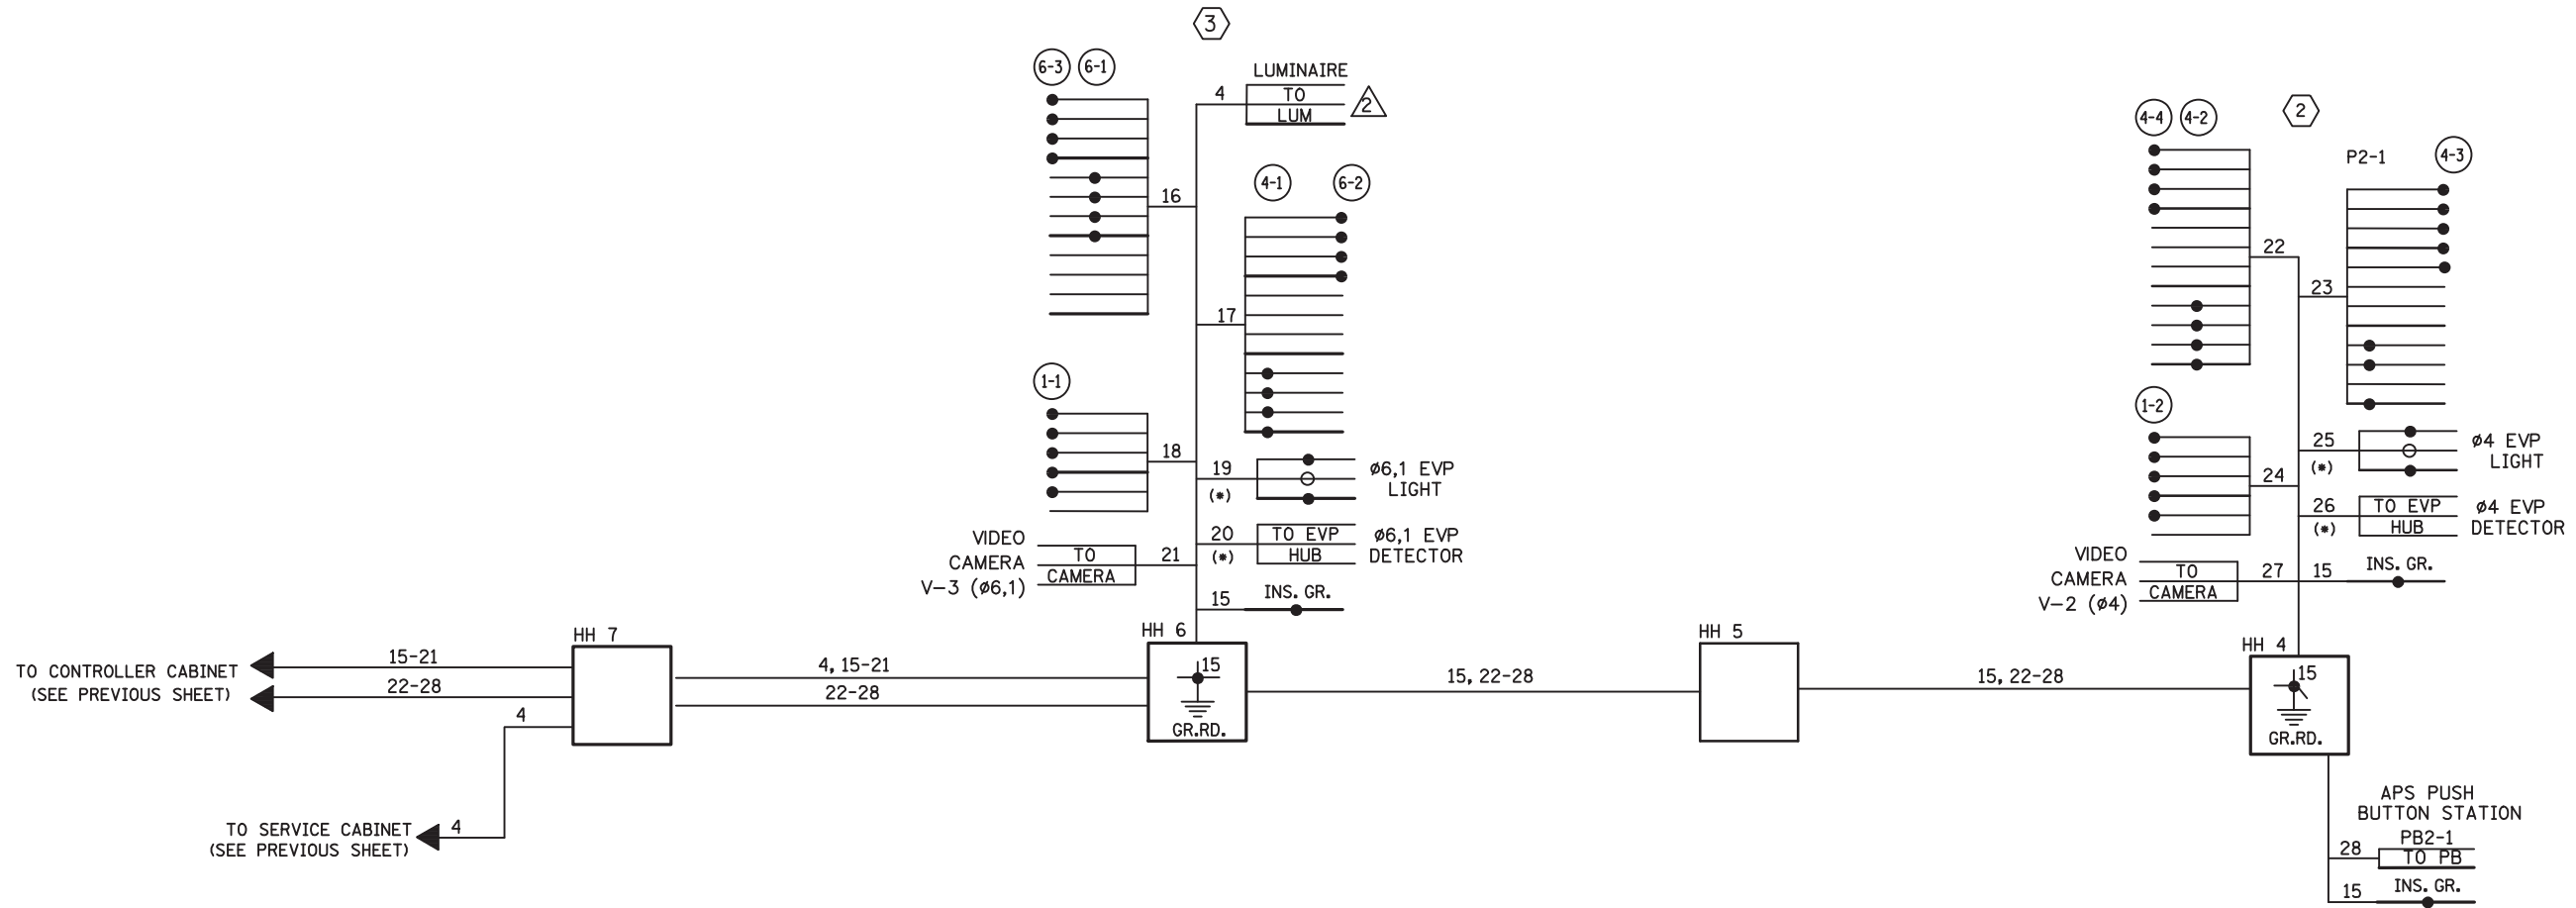 3
6-3 6-1
LUMINAIRE
4
TO
LUM
2
16
4-1 6-2
17
1-1
18
19
(*)
ø6,1 EVP
LIGHT
20
(*)
TO EVP
HUB
ø6,1 EVP
DETECTOR
VIDEO
CAMERA
V-3 (ø6,1)
TO
CAMERA
21
15
INS. GR.
4-4 4-2
2
P2-1
4-3
22
23
1-2
24
25
(*)
ø4 EVP
LIGHT
26
(*)
TO EVP
HUB
ø4 EVP
DETECTOR
VIDEO
CAMERA
V-2 (ø4)
TO
CAMERA
27
15
INS. GR.
HH 7
TO CONTROLLER CABINET
(SEE PREVIOUS SHEET)
15-21
22-28
4
TO SERVICE CABINET
(SEE PREVIOUS SHEET)
4
4, 15-21
22-28
HH 6
15
GR.RD.
15, 22-28
HH 5
15, 22-28
HH 4
15
GR.RD.
APS PUSH
BUTTON STATION
PB2-1
28
TO PB
15
INS. GR.